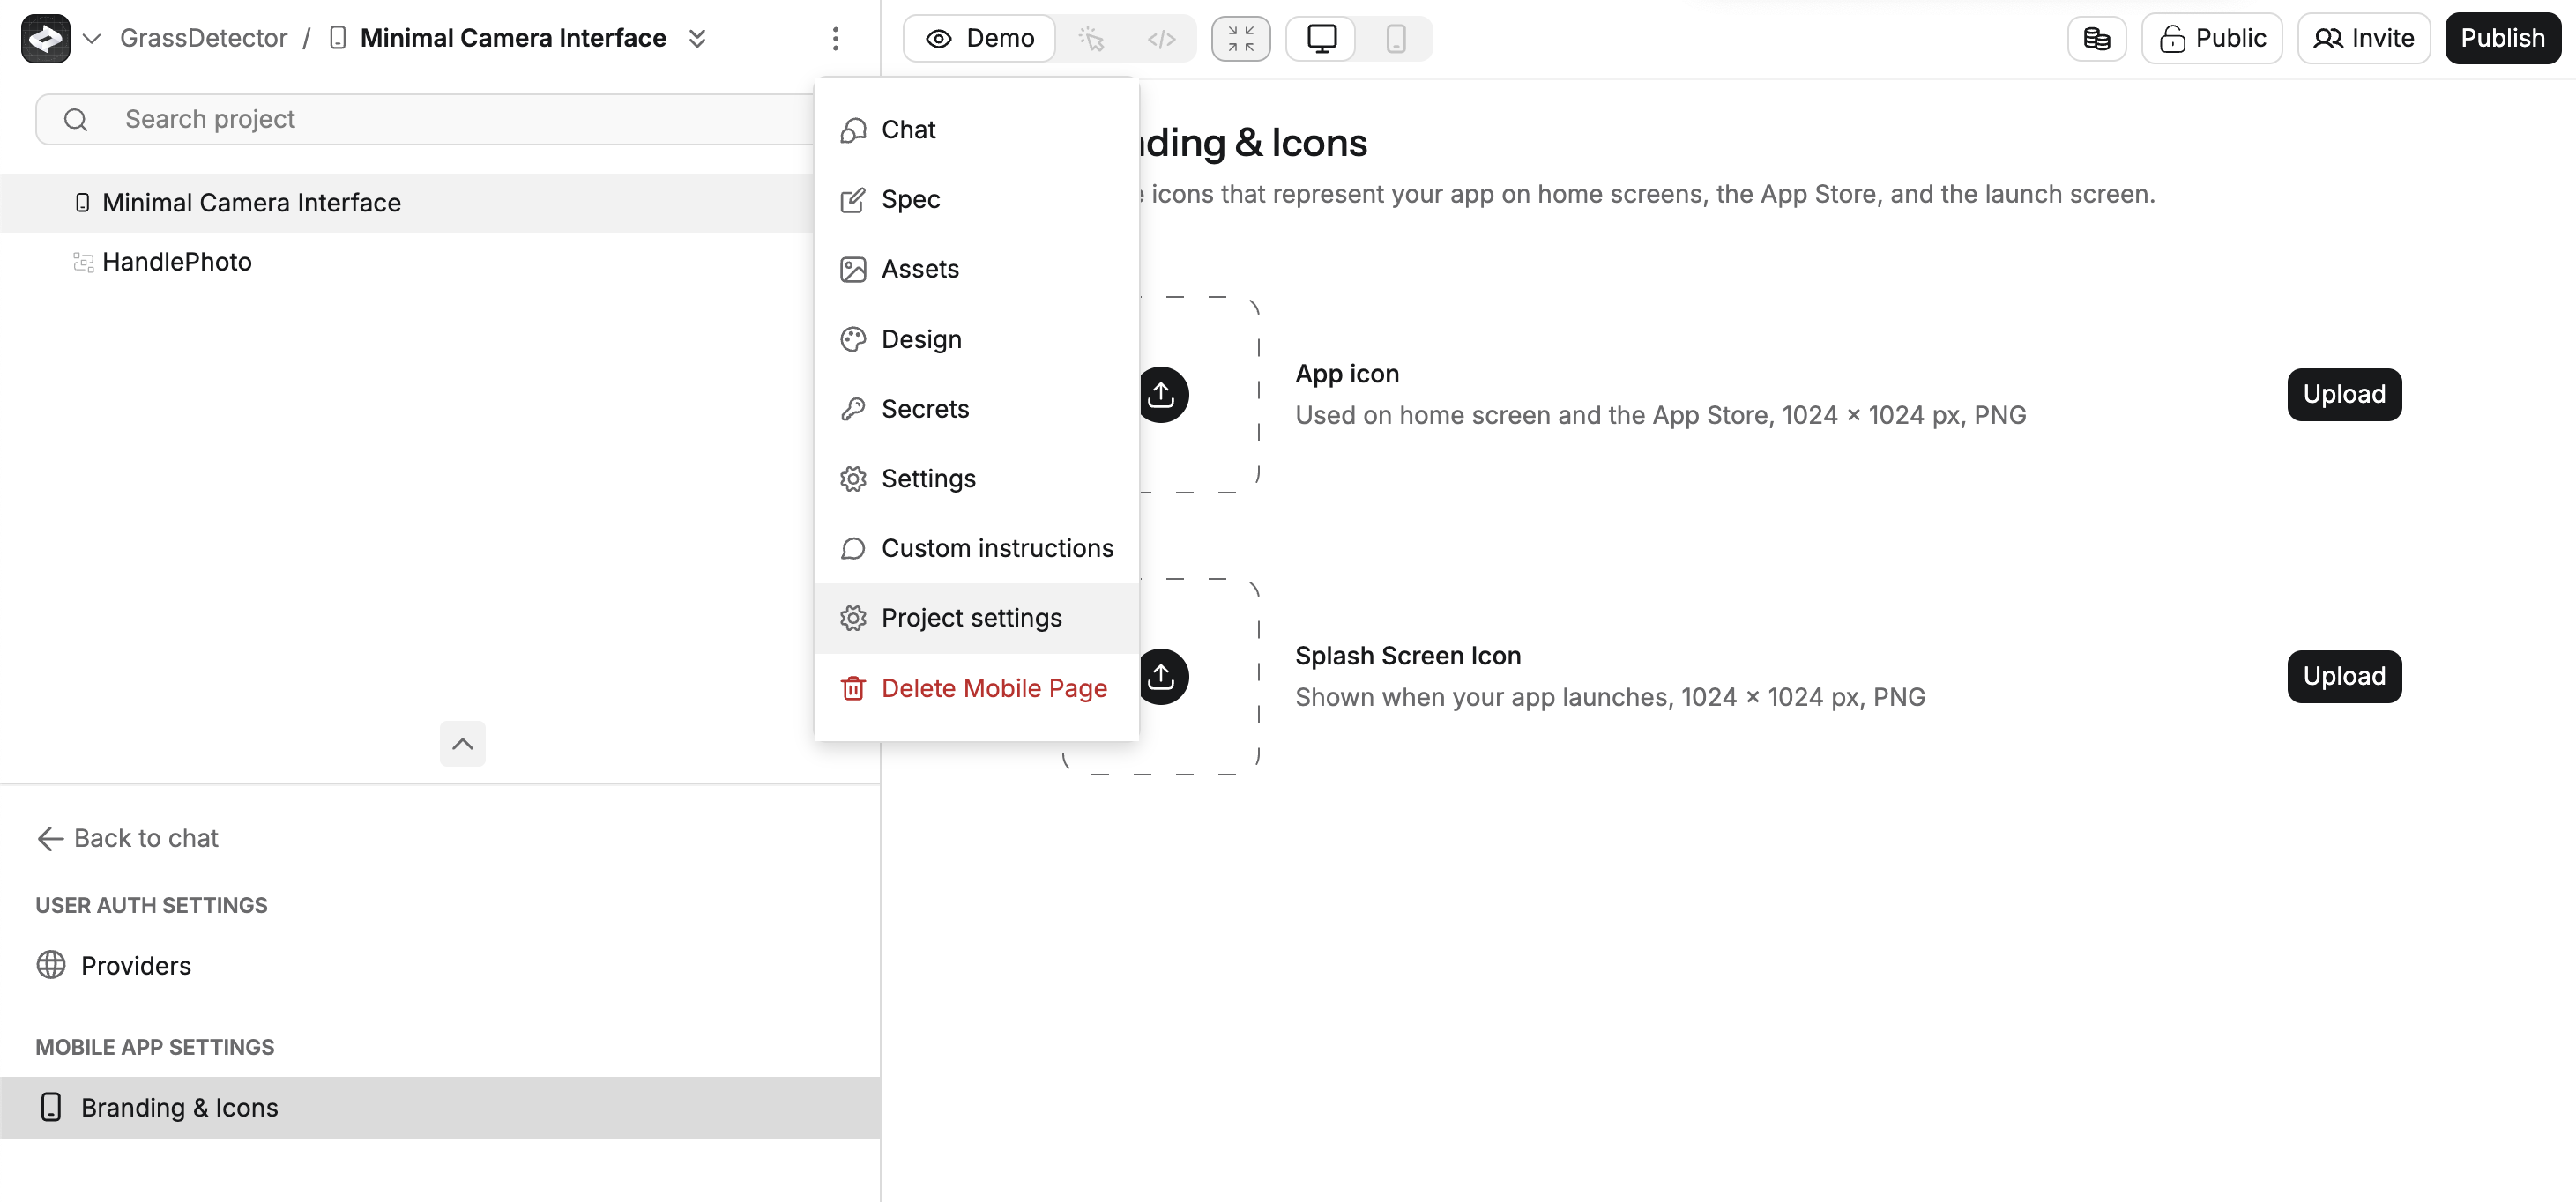 GrassDetector / Minimal Camera Interface
Demo
Public
Invite
Publish
Search project
Minimal Camera Interface
HandlePhoto
Chat
Spec
Assets
Design
Secrets
Settings
Custom instructions
Project settings
Delete Mobile Page
nding & Icons
icons that represent your app on home screens, the App Store, and the launch screen.
App icon
Used on home screen and the App Store, 1024 × 1024 px, PNG
Upload
Splash Screen Icon
Shown when your app launches, 1024 × 1024 px, PNG
Upload
Back to chat
USER AUTH SETTINGS
Providers
MOBILE APP SETTINGS
Branding & Icons